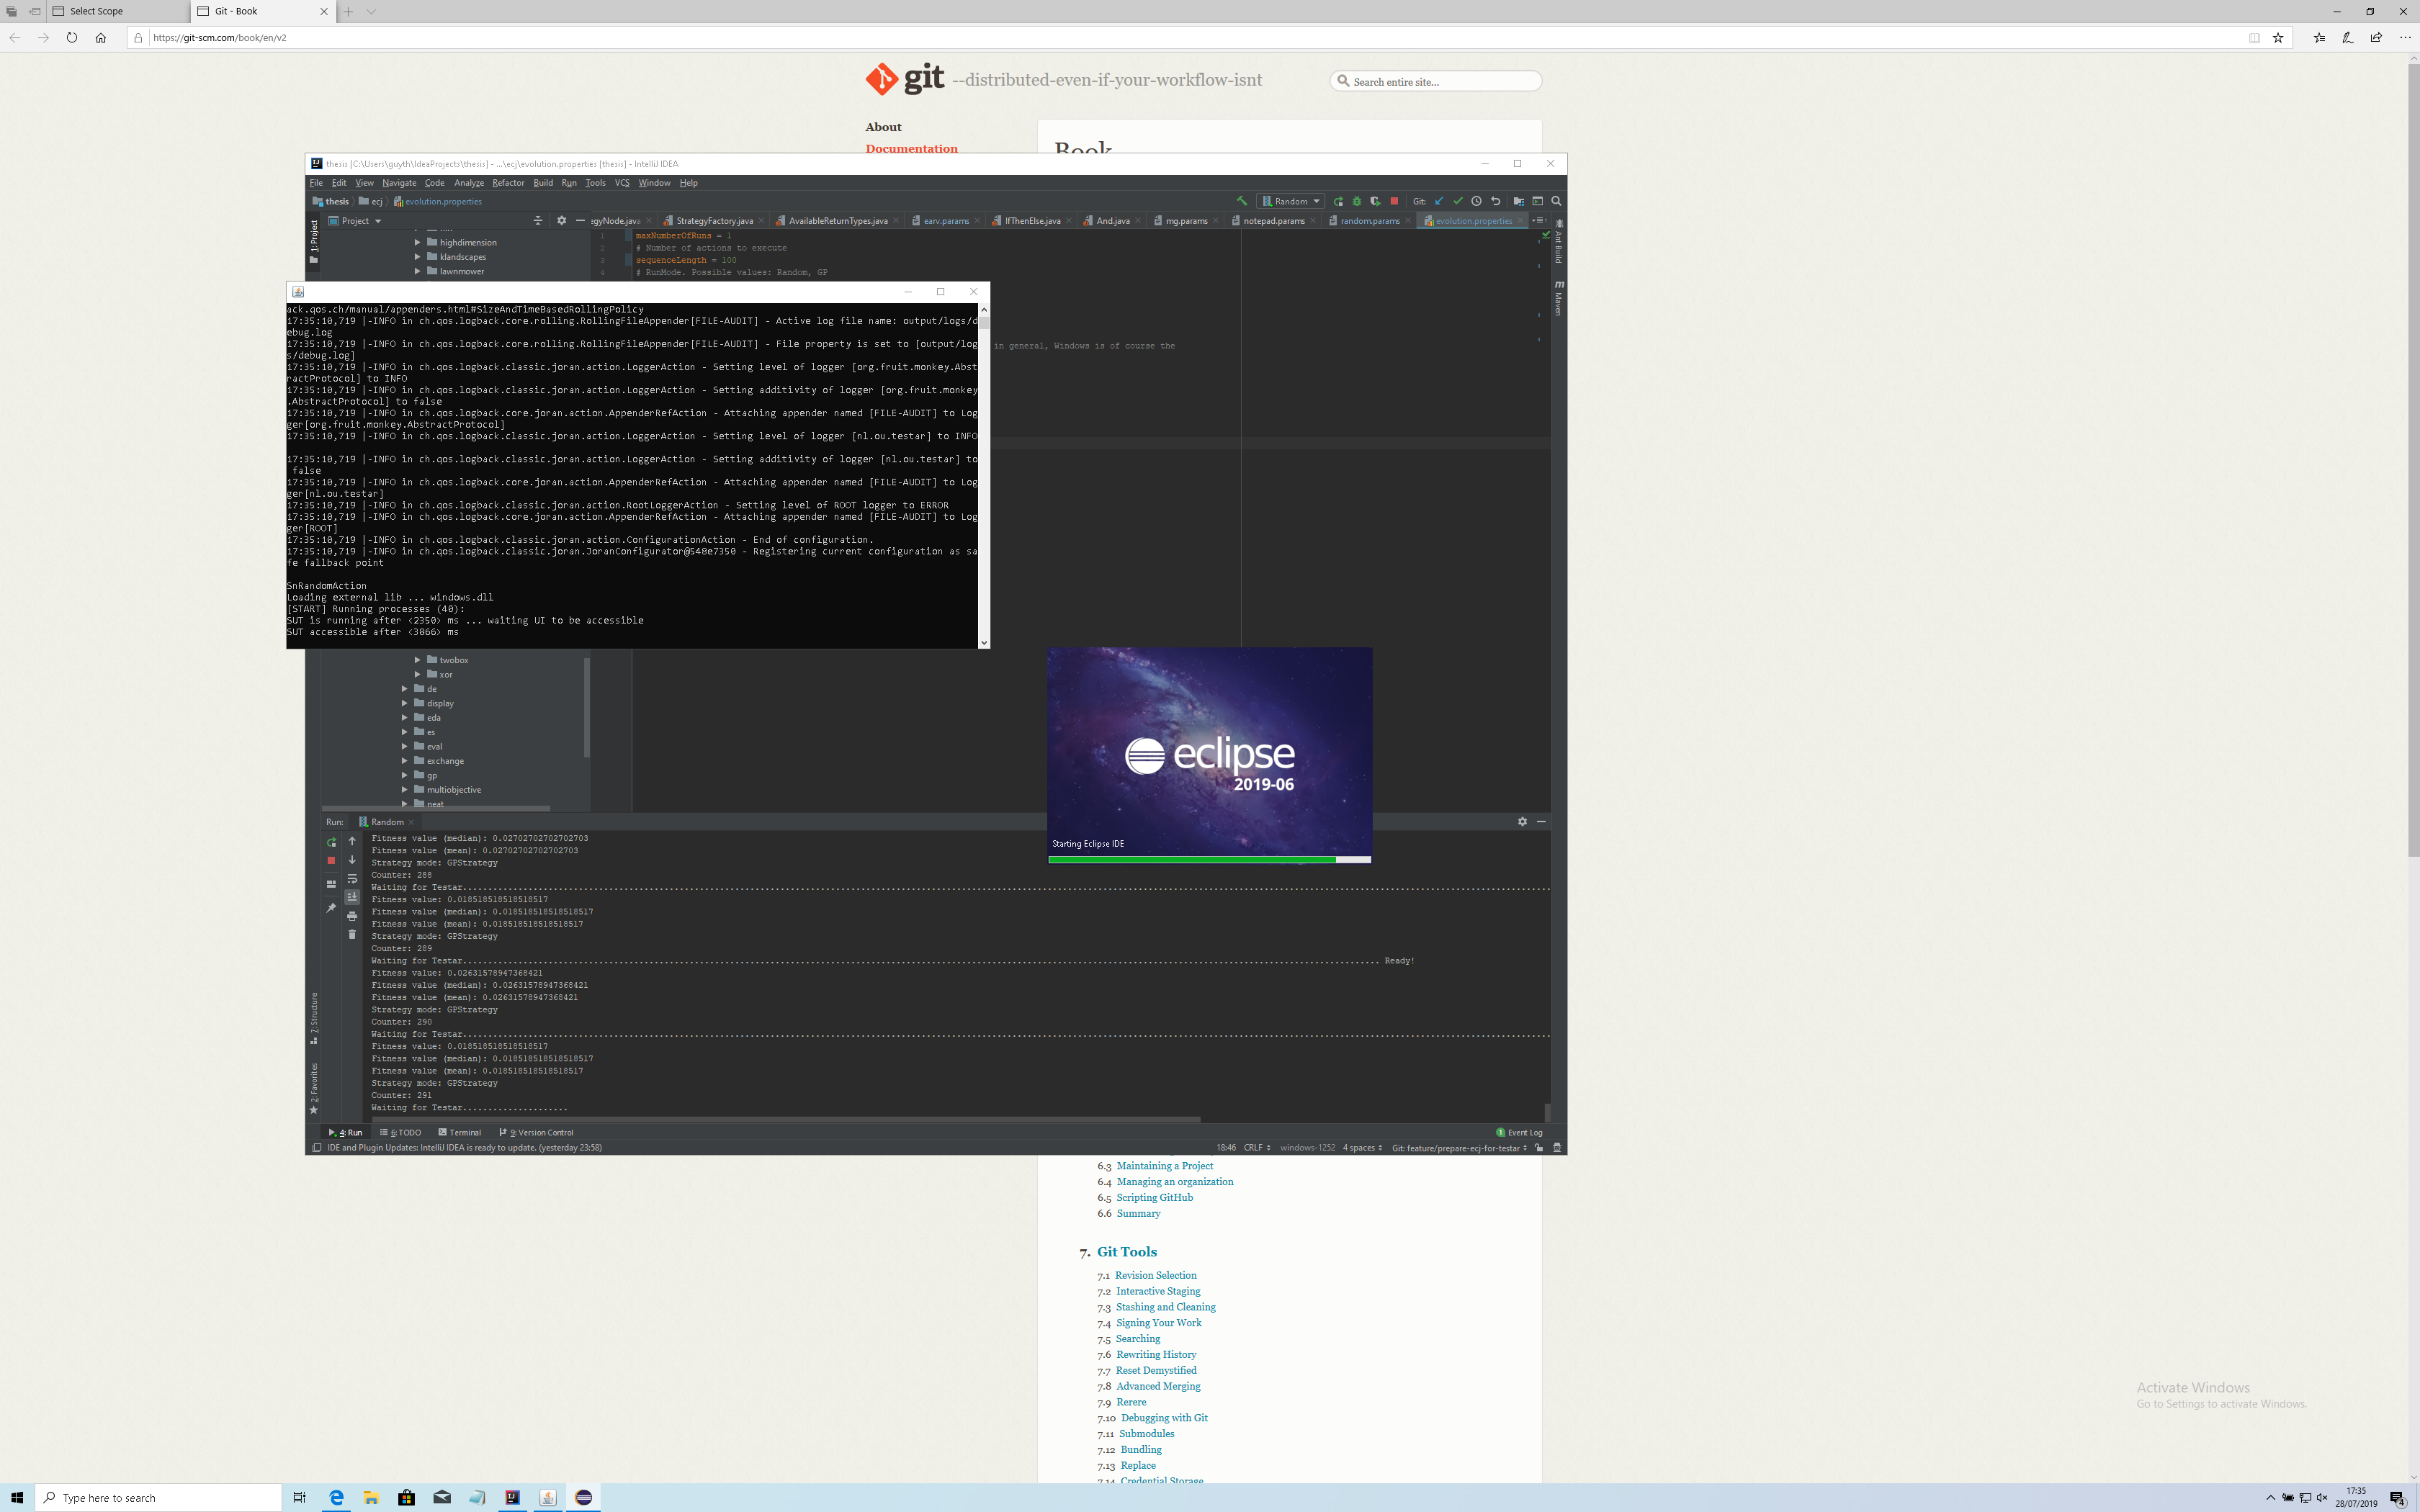 Select Scope
Git - Book
https://git-scm.com/book/en/v2
git --distributed-even-if-your-workflow-isnt
Search entire site...
About
Documentation
Book
thesis [C:\Users\guyth\IdeaProjects\thesis] - ...\ecj\evolution.properties [thesis] - IntelliJ IDEA
File Edit View Navigate Code Analyze Refactor Build Run Tools VCS Window Help
thesis ecj evolution.properties
Random
Git:
1: Project
Project
egyNode.java StrategyFactory.java AvailableReturnTypes.java earv.params IfThenElse.java And.java mg.params notepad.params random.params evolution.properties
Ant Build
Maven
highdimension
klandscapes
lawnmower
1 maxNumberOfRuns = 1
2 # Number of actions to execute
3 sequenceLength = 100
4 # RunMode. Possible values: Random, GP
in general, Windows is of course the
ack.qos.ch/manual/appenders.html#SizeAndTimeBasedRollingPolicy
17:35:10,719 |-INFO in ch.qos.logback.core.rolling.RollingFileAppender[FILE-AUDIT] - Active log file name: output/logs/d
ebug.log
17:35:10,719 |-INFO in ch.qos.logback.core.rolling.RollingFileAppender[FILE-AUDIT] - File property is set to [output/log
s/debug.log]
17:35:10,719 |-INFO in ch.qos.logback.classic.joran.action.LoggerAction - Setting level of logger [org.fruit.monkey.Abst
ractProtocol] to INFO
17:35:10,719 |-INFO in ch.qos.logback.classic.joran.action.LoggerAction - Setting additivity of logger [org.fruit.monkey
.AbstractProtocol] to false
17:35:10,719 |-INFO in ch.qos.logback.core.joran.action.AppenderRefAction - Attaching appender named [FILE-AUDIT] to Log
ger[org.fruit.monkey.AbstractProtocol]
17:35:10,719 |-INFO in ch.qos.logback.classic.joran.action.LoggerAction - Setting level of logger [nl.ou.testar] to INFO
17:35:10,719 |-INFO in ch.qos.logback.classic.joran.action.LoggerAction - Setting additivity of logger [nl.ou.testar] to
false
17:35:10,719 |-INFO in ch.qos.logback.core.joran.action.AppenderRefAction - Attaching appender named [FILE-AUDIT] to Log
ger[nl.ou.testar]
17:35:10,719 |-INFO in ch.qos.logback.classic.joran.action.RootLoggerAction - Setting level of ROOT logger to ERROR
17:35:10,719 |-INFO in ch.qos.logback.core.joran.action.AppenderRefAction - Attaching appender named [FILE-AUDIT] to Log
ger[ROOT]
17:35:10,719 |-INFO in ch.qos.logback.classic.joran.action.ConfigurationAction - End of configuration.
17:35:10,719 |-INFO in ch.qos.logback.classic.joran.JoranConfigurator@548e7350 - Registering current configuration as sa
fe fallback point
SnRandomAction
Loading external lib ... windows.dll
[START] Running processes (40):
SUT is running after <2350> ms ... waiting UI to be accessible
SUT accessible after <3866> ms
twobox
xor
de
display
eda
es
eval
exchange
gp
multiobjective
neat
eclipse
2019-06
Starting Eclipse IDE
Run: Random
Fitness value (median): 0.02702702702702703
Fitness value (mean): 0.02702702702702703
Strategy mode: GPStrategy
Counter: 288
Waiting for Testar...
Fitness value: 0.018518518518518517
Fitness value (median): 0.018518518518518517
Fitness value (mean): 0.018518518518518517
Strategy mode: GPStrategy
Counter: 289
Waiting for Testar... Ready!
Fitness value: 0.02631578947368421
Fitness value (median): 0.02631578947368421
Fitness value (mean): 0.02631578947368421
Strategy mode: GPStrategy
Counter: 290
Waiting for Testar...
Fitness value: 0.018518518518518517
Fitness value (median): 0.018518518518518517
Fitness value (mean): 0.018518518518518517
Strategy mode: GPStrategy
Counter: 291
Waiting for Testar.....................
7: Structure
2: Favorites
4: Run 6: TODO Terminal 9: Version Control
1 Event Log
IDE and Plugin Updates: IntelliJ IDEA is ready to update. (yesterday 23:58)
18:46 CRLF windows-1252 4 spaces Git: feature/prepare-ecj-for-testar
6.3 Maintaining a Project
6.4 Managing an organization
6.5 Scripting GitHub
6.6 Summary
7. Git Tools
7.1 Revision Selection
7.2 Interactive Staging
7.3 Stashing and Cleaning
7.4 Signing Your Work
7.5 Searching
7.6 Rewriting History
7.7 Reset Demystified
7.8 Advanced Merging
7.9 Rerere
7.10 Debugging with Git
7.11 Submodules
7.12 Bundling
7.13 Replace
7.14 Credential Storage
Activate Windows
Go to Settings to activate Windows.
Type here to search
17:35
28/07/2019
4